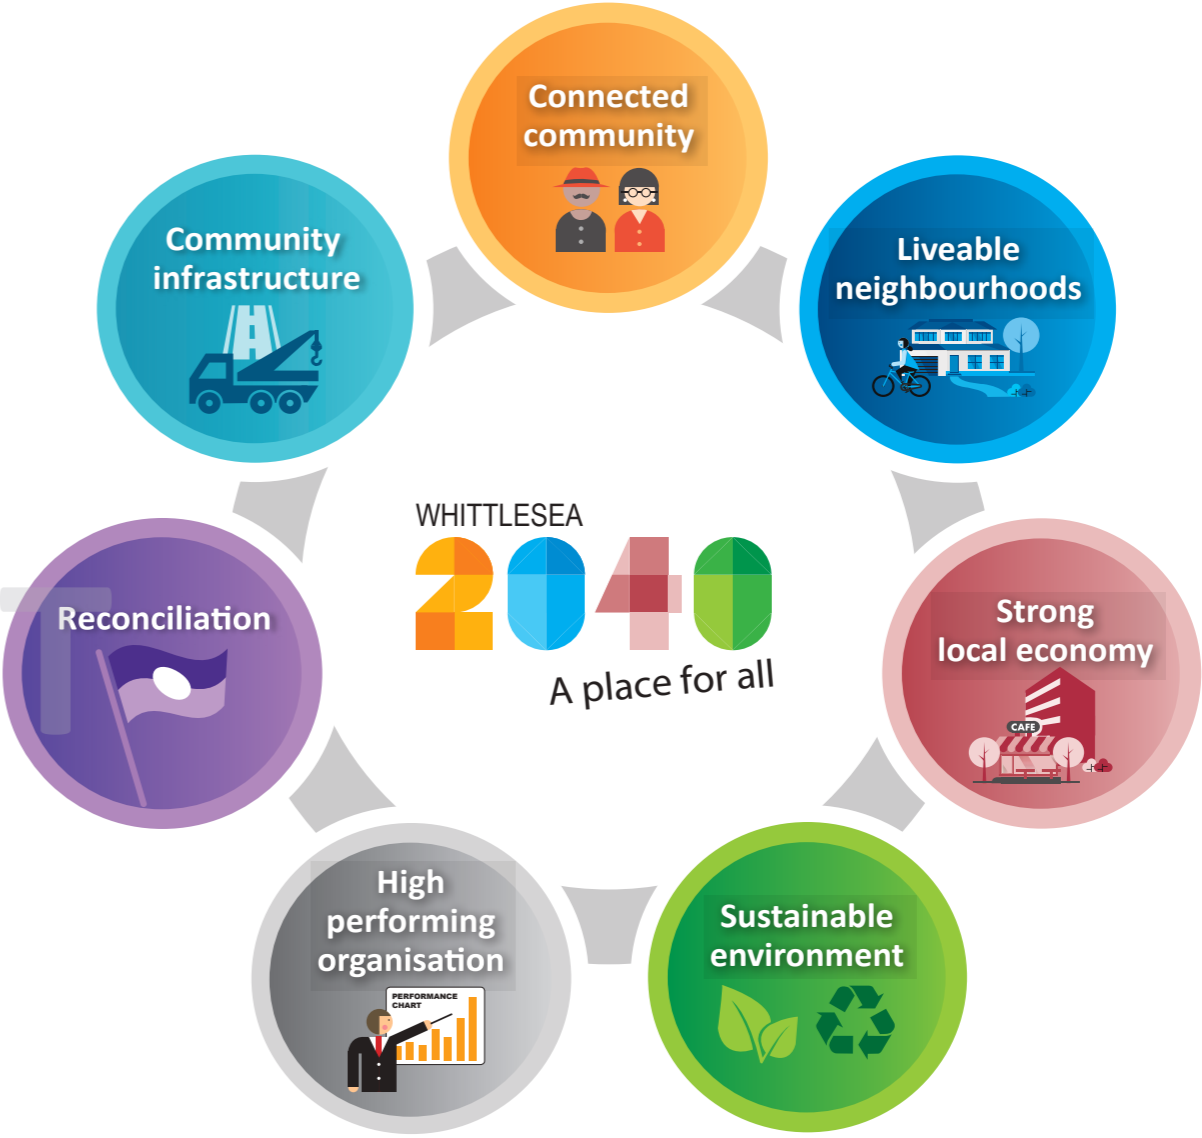 Connected
community
Liveable
neighbourhoods
Strong
local economy
CAFE
Sustainable
environment
High
performing
organisation
PERFORMANCE
CHART
Reconciliation
Community
infrastructure
WHITTLESEA
2040
A place for all